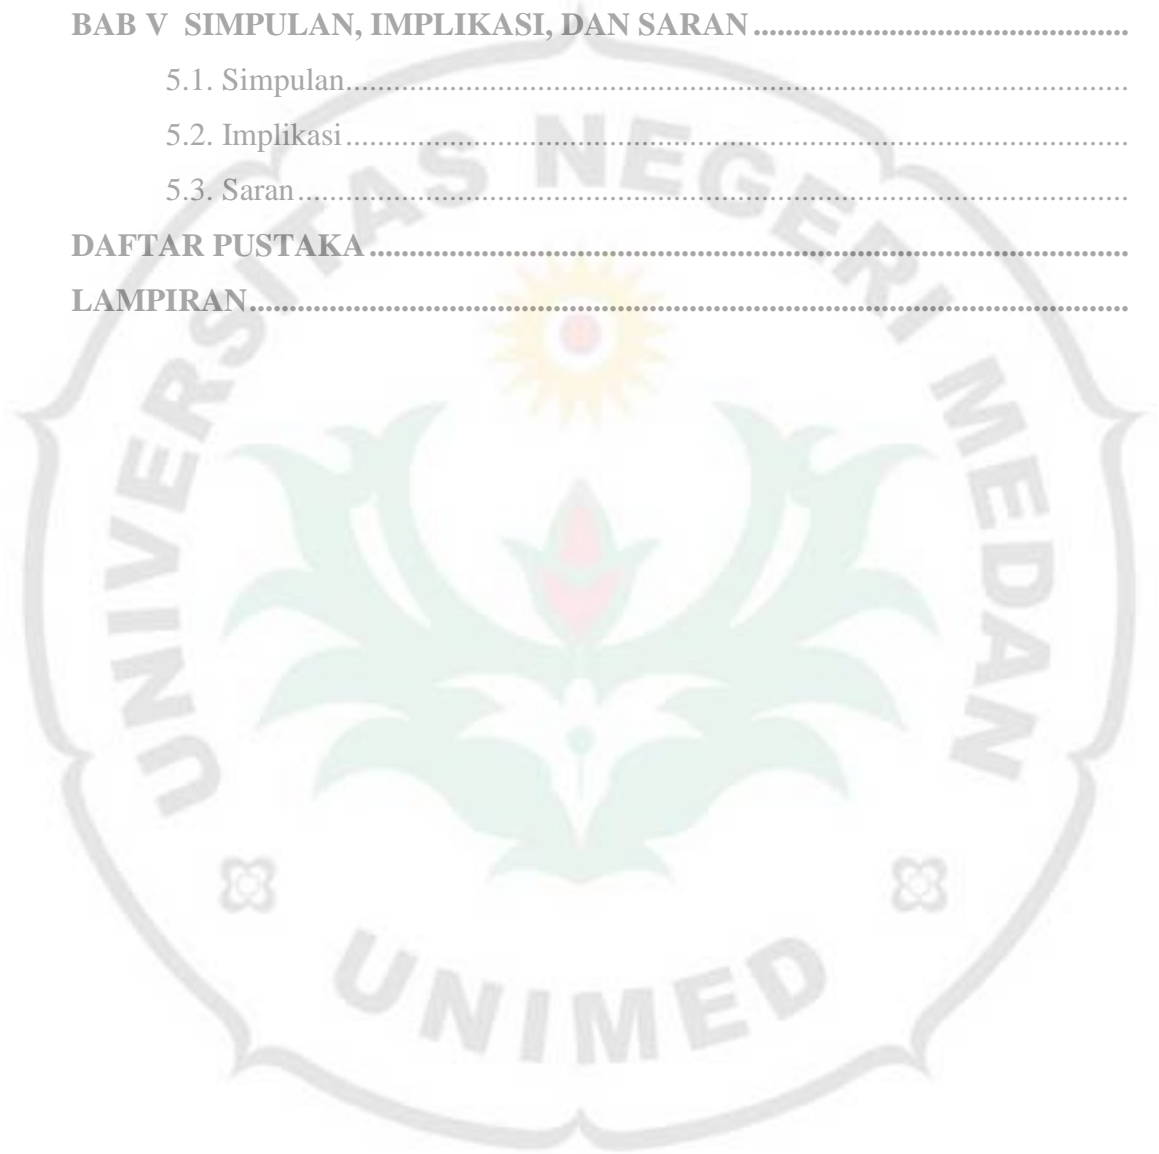 BAB V  SIMPULAN, IMPLIKASI, DAN SARAN ................................................
5.1. Simpulan....................................................................................................
5.2. Implikasi ....................................................................................................
5.3. Saran ..........................................................................................................
DAFTAR PUSTAKA .................................................................................................
LAMPIRAN................................................................................................................
UNIVERSITAS NEGERI MEDAN
UNIMED